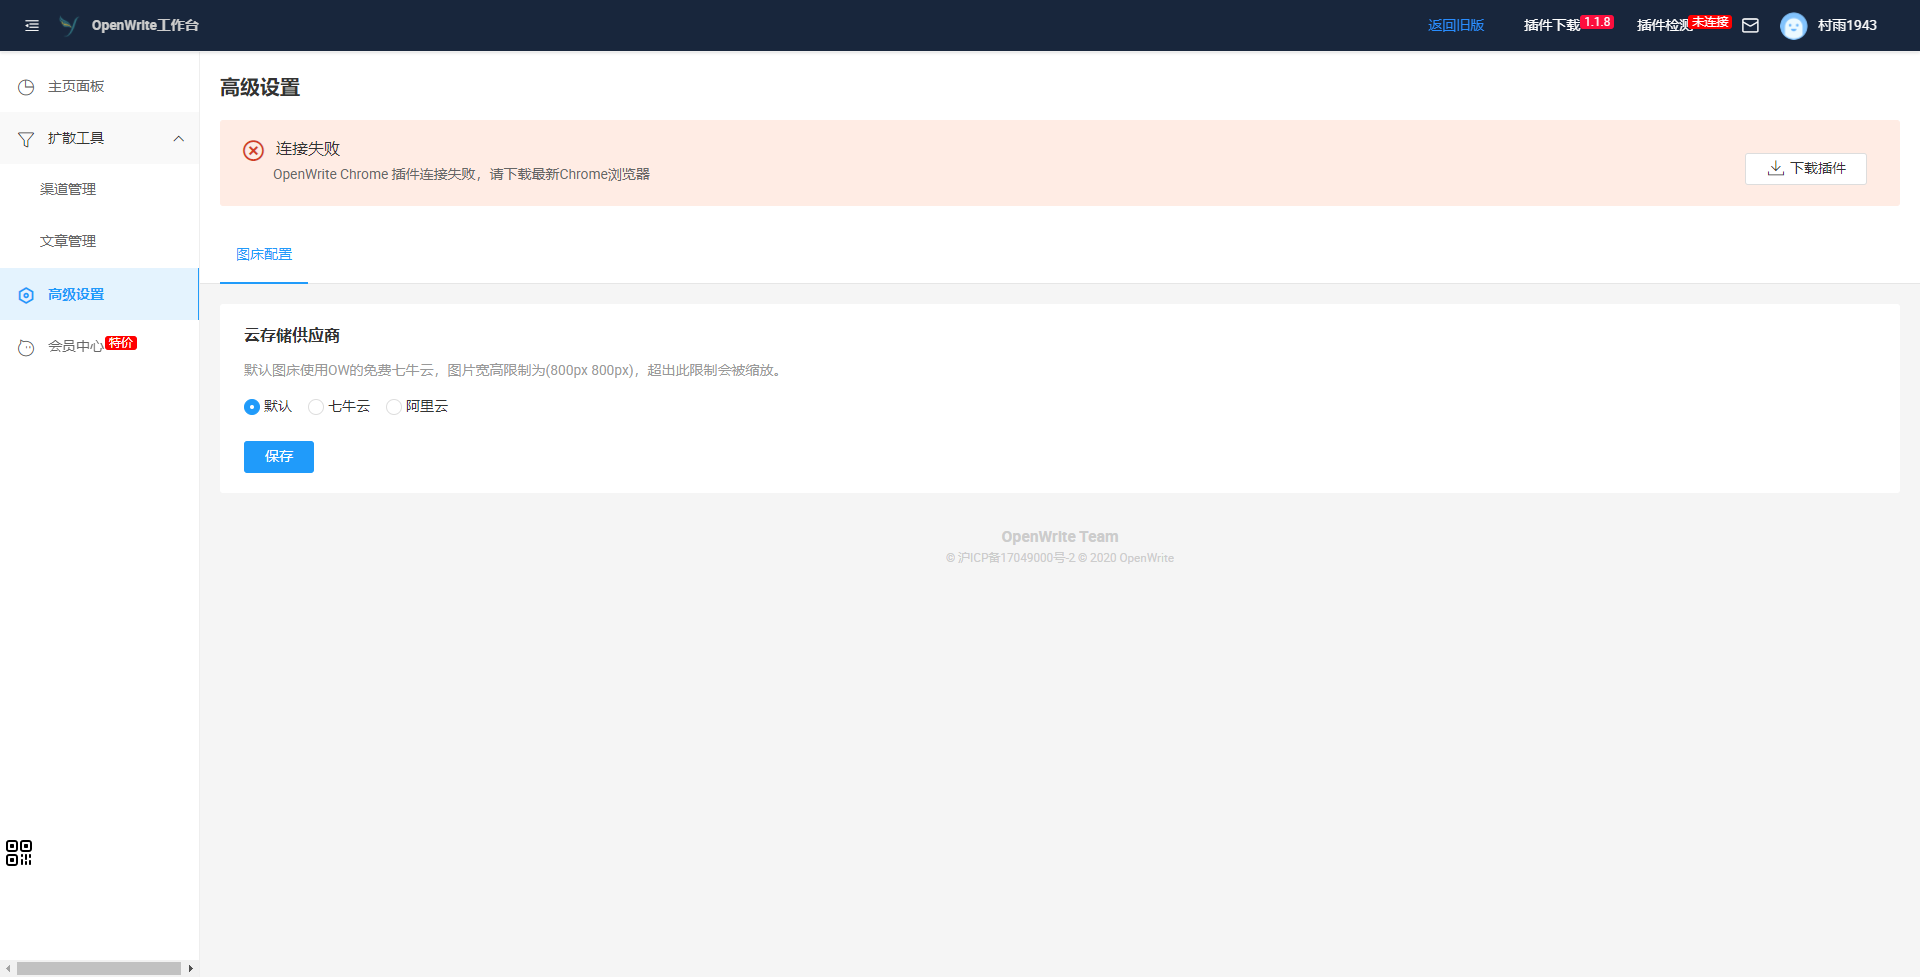 OpenWrite工作台
返回旧版
插件下载 1.1.8
插件检测 未连接
村雨1943
主页面板
扩散工具
渠道管理
文章管理
高级设置
会员中心 特价
高级设置
连接失败
OpenWrite Chrome 插件连接失败，请下载最新Chrome浏览器
下载插件
图床配置
云存储供应商
默认图床使用OW的免费七牛云，图片宽高限制为(800px 800px)，超出此限制会被缩放。
默认 七牛云 阿里云
保存
OpenWrite Team
© 沪ICP备17049000号-2 © 2020 OpenWrite